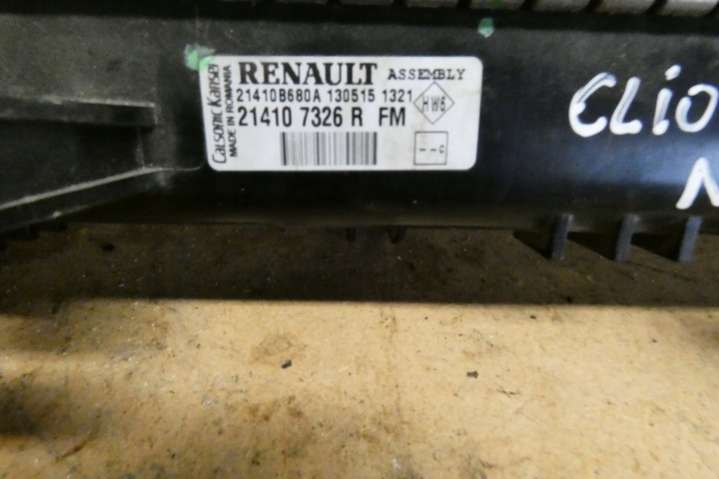 Calsonic Kansei
MADE IN ROMANIA
RENAULT ASSEMBLY
21410B680A 130515 1321
21410 7326 R FM
HW6
--c
CLIO